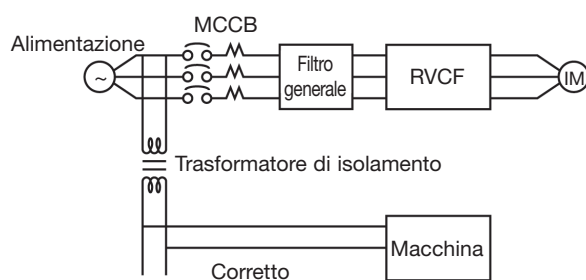 MCCB
Alimentazione
~
Filtro
generale
RVCF
IM
Trasformatore di isolamento
Macchina
Corretto